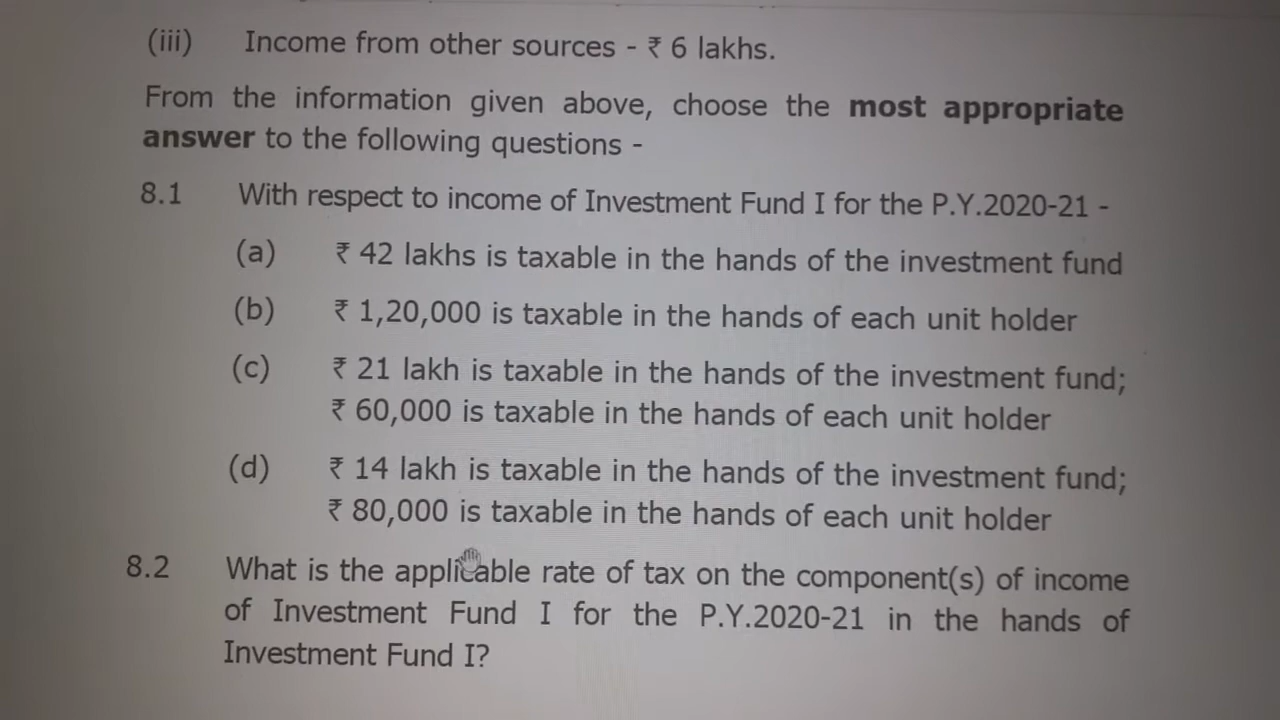 (iii) Income from other sources - ₹ 6 lakhs.
From the information given above, choose the most appropriate
answer to the following questions -
8.1 With respect to income of Investment Fund I for the P.Y.2020-21 -
(a) ₹ 42 lakhs is taxable in the hands of the investment fund
(b) ₹ 1,20,000 is taxable in the hands of each unit holder
(c) ₹ 21 lakh is taxable in the hands of the investment fund;
₹ 60,000 is taxable in the hands of each unit holder
(d) ₹ 14 lakh is taxable in the hands of the investment fund;
₹ 80,000 is taxable in the hands of each unit holder
8.2 What is the applicable rate of tax on the component(s) of income
of Investment Fund I for the P.Y.2020-21 in the hands of
Investment Fund I?